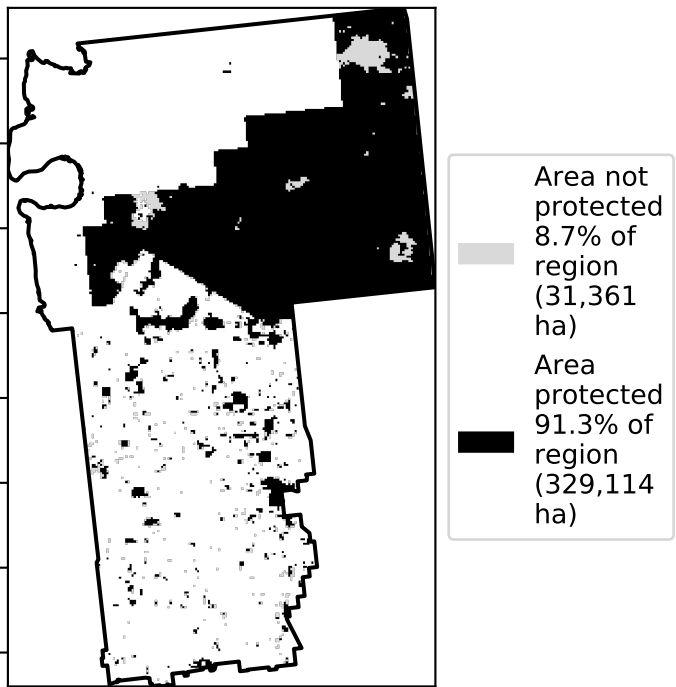 Area not
protected
8.7% of
region
(31,361
ha)
Area
protected
91.3% of
region
(329,114
ha)